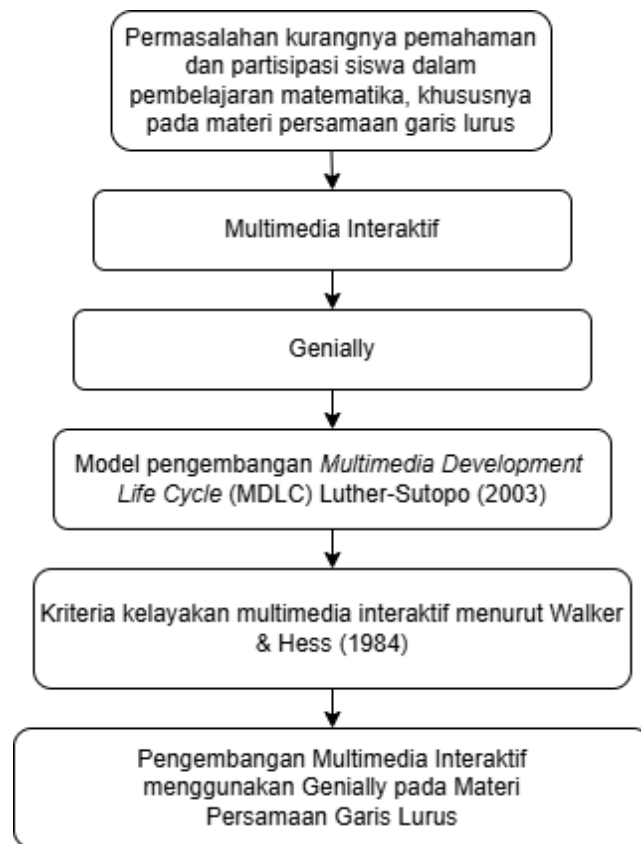 Permasalahan kurangnya pemahaman
dan partisipasi siswa dalam
pembelajaran matematika, khususnya
pada materi persamaan garis lurus
Multimedia Interaktif
Genially
Model pengembangan Multimedia Development
Life Cycle (MDLC) Luther-Sutopo (2003)
Kriteria kelayakan multimedia interaktif menurut Walker
& Hess (1984)
Pengembangan Multimedia Interaktif
menggunakan Genially pada Materi
Persamaan Garis Lurus